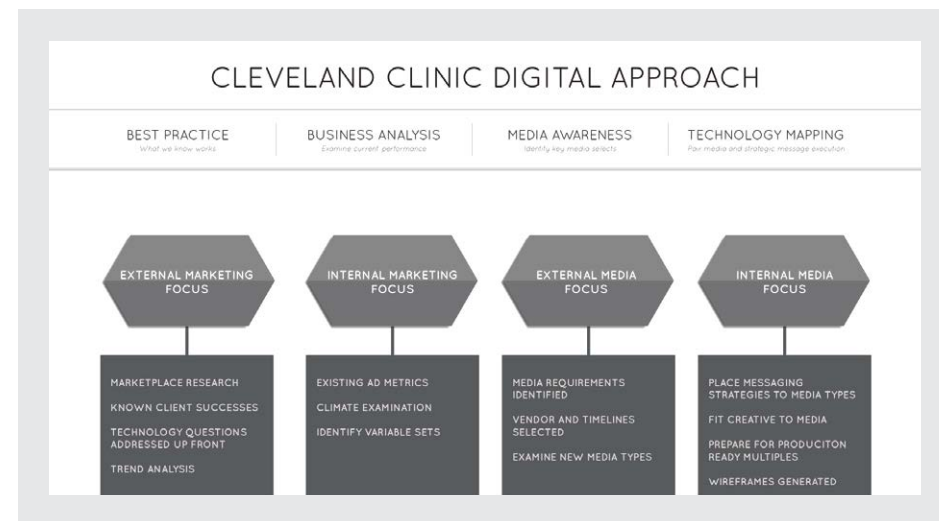 CLEVELAND CLINIC DIGITAL APPROACH
BEST PRACTICE
What we know works
BUSINESS ANALYSIS
Examine current performance
MEDIA AWARENESS
Identify key media selects
TECHNOLOGY MAPPING
Pair media and strategic message execution
EXTERNAL MARKETING
FOCUS
INTERNAL MARKETING
FOCUS
EXTERNAL MEDIA
FOCUS
INTERNAL MEDIA
FOCUS
MARKETPLACE RESEARCH
KNOWN CLIENT SUCCESSES
TECHNOLOGY QUESTIONS
ADDRESSED UP FRONT
TREND ANALYSIS
EXISTING AD METRICS
CLIMATE EXAMINATION
IDENTIFY VARIABLE SETS
MEDIA REQUIREMENTS
IDENTIFIED
VENDOR AND TIMELINES
SELECTED
EXAMINE NEW MEDIA TYPES
PLACE MESSAGING
STRATEGIES TO MEDIA TYPES
FIT CREATIVE TO MEDIA
PREPARE FOR PRODUCITON
READY MULTIPLES
WIREFRAMES GENERATED